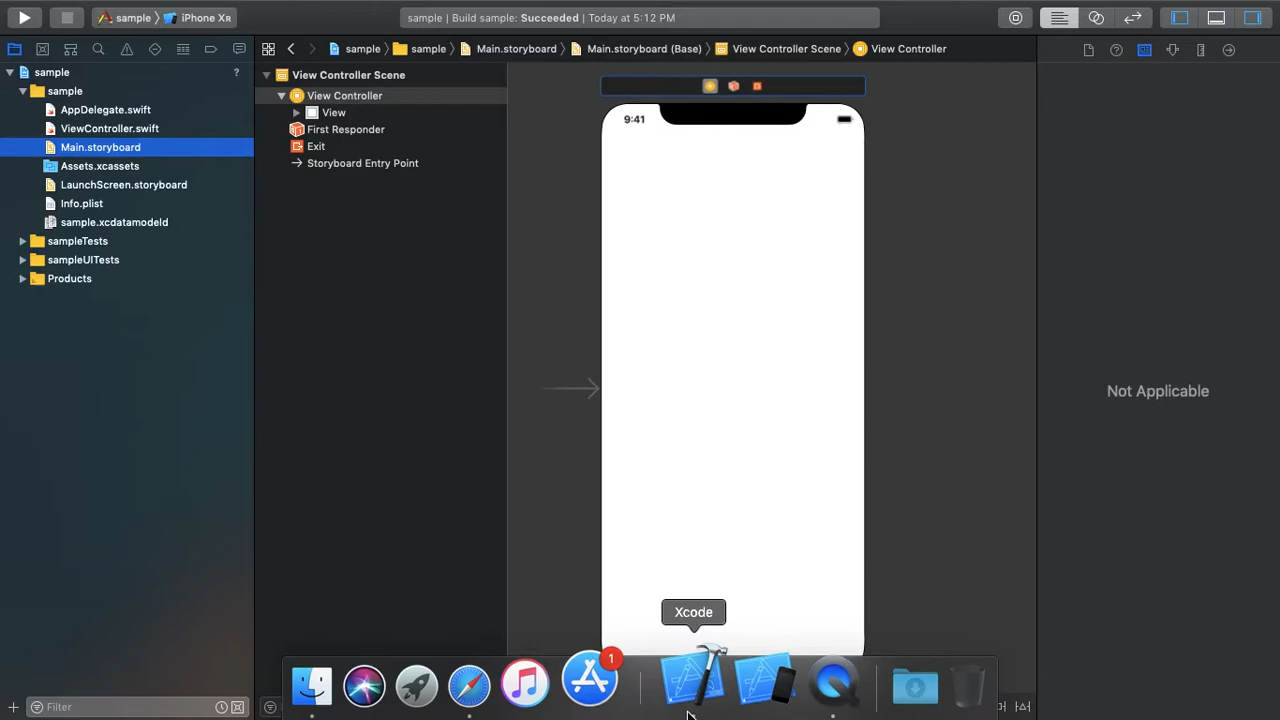 sample
iPhone XR
sample | Build sample: Succeeded | Today at 5:12 PM
sample
sample
Main.storyboard
Main.storyboard (Base)
View Controller Scene
View Controller
sample
?
sample
AppDelegate.swift
ViewController.swift
Main.storyboard
Assets.xcassets
LaunchScreen.storyboard
Info.plist
sample.xcdatamodeld
sampleTests
sampleUITests
Products
View Controller Scene
View Controller
View
First Responder
Exit
Storyboard Entry Point
9:41
Not Applicable
Xcode
1
Filter